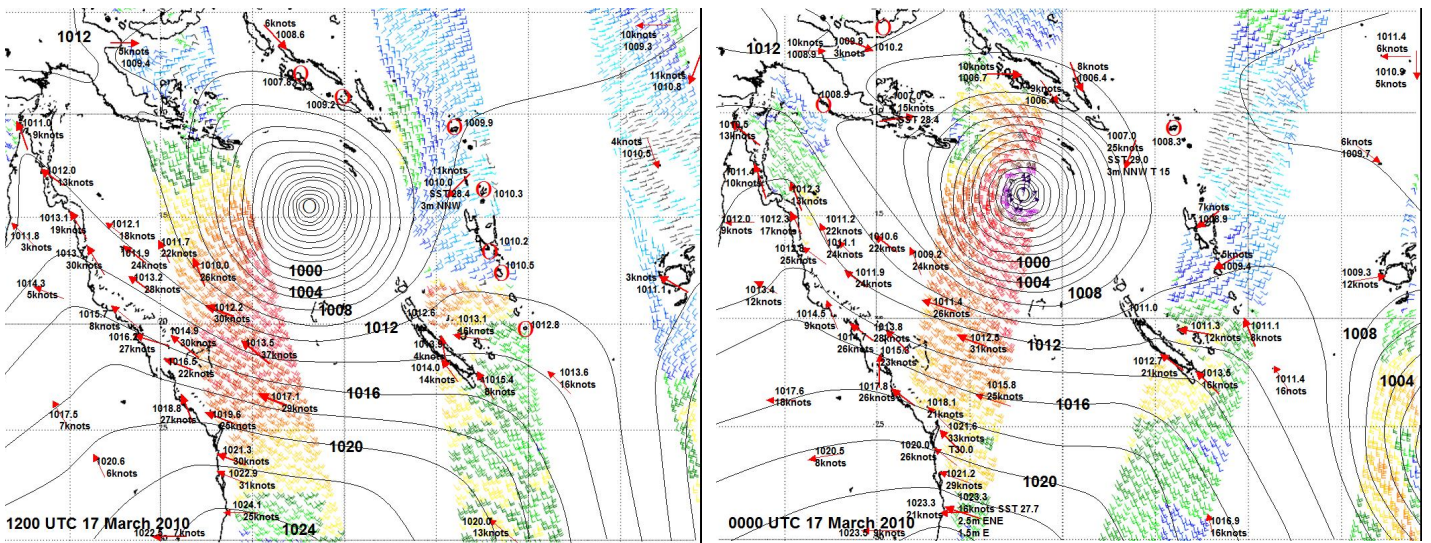 1012
5knots
1009.4
6knots
1008.6
1007.8
1009.2
10knots
1009.3
11knots
1010.8
1011.0
9knots
1009.9
4knots
1010.5
1012.0
13knots
11knots
1010.0
SST 28.4
3m NNW
1010.3
15
1013.1
19knots
1012.1
18knots
1011.8
3knots
1011.7
22knots
1011.9
24knots
30knots
1010.0
26knots
1010.2
1010.5
1000
1013.2
28knots
3knots
1011.1
1014.3
5knots
1004
1012.2
30knots
1008
1015.7
8knots
1012.6
1013.1
16knots
1012.8
1012
1016.2
27knots
1014.9
30knots
1013.5
37knots
4knots
1014.0
14knots
1016.5
22knots
1013.6
16knots
1015.4
8knots
1016
1017.1
29knots
1017.5
7knots
1018.8
27knots
1019.6
25knots
25
1020
1021.3
30knots
1020.6
6knots
1022.9
31knots
1024.1
25knots
1020.0
13knots
1200 UTC 17 March 2010
1024
7knots
1012
10knots
1008.9
1009.8
3knots
1010.2
1011.4
6knots
10knots
1006.7
8knots
1006.4
1010.9
5knots
1008.9
1007.0
15knots
SST 28.4
9knots
1006.4
1010.5
13knots
1007.0
25knots
SST 29.0
3m NNW T 15
1008.3
6knots
1009.7
1011.4
10knots
1012.3
13knots
15
1012.0
9knots
1012.3
17knots
1011.2
22knots
7knots
1008.9
1012.8
25knots
1011.1
24knots
1010.6
22knots
1009.2
24knots
1000
5knots
1009.4
1009.3
12knots
1013.4
12knots
1011.9
24knots
1004
1008
1011.4
26knots
1011.0
1014.5
9knots
1011.3
12knots
1011.1
8knots
1008
1014.7
26knots
1013.8
28knots
1012.5
31knots
1012
23knots
1012.7
21knots
1013.5
16knots
1011.4
16knots
1004
1017.6
18knots
1017.8
26knots
1015.8
25knots
1018.1
21knots
1016
1021.6
33knots
T30.0
1020.5
8knots
1020.0
26knots
1021.2
29knots
1020
1023.3
21knots
1023.3
16knots SST 27.7
2.5m ENE
1.5m E
0000 UTC 17 March 2010
1023.5
9knots
1016.9
16knots